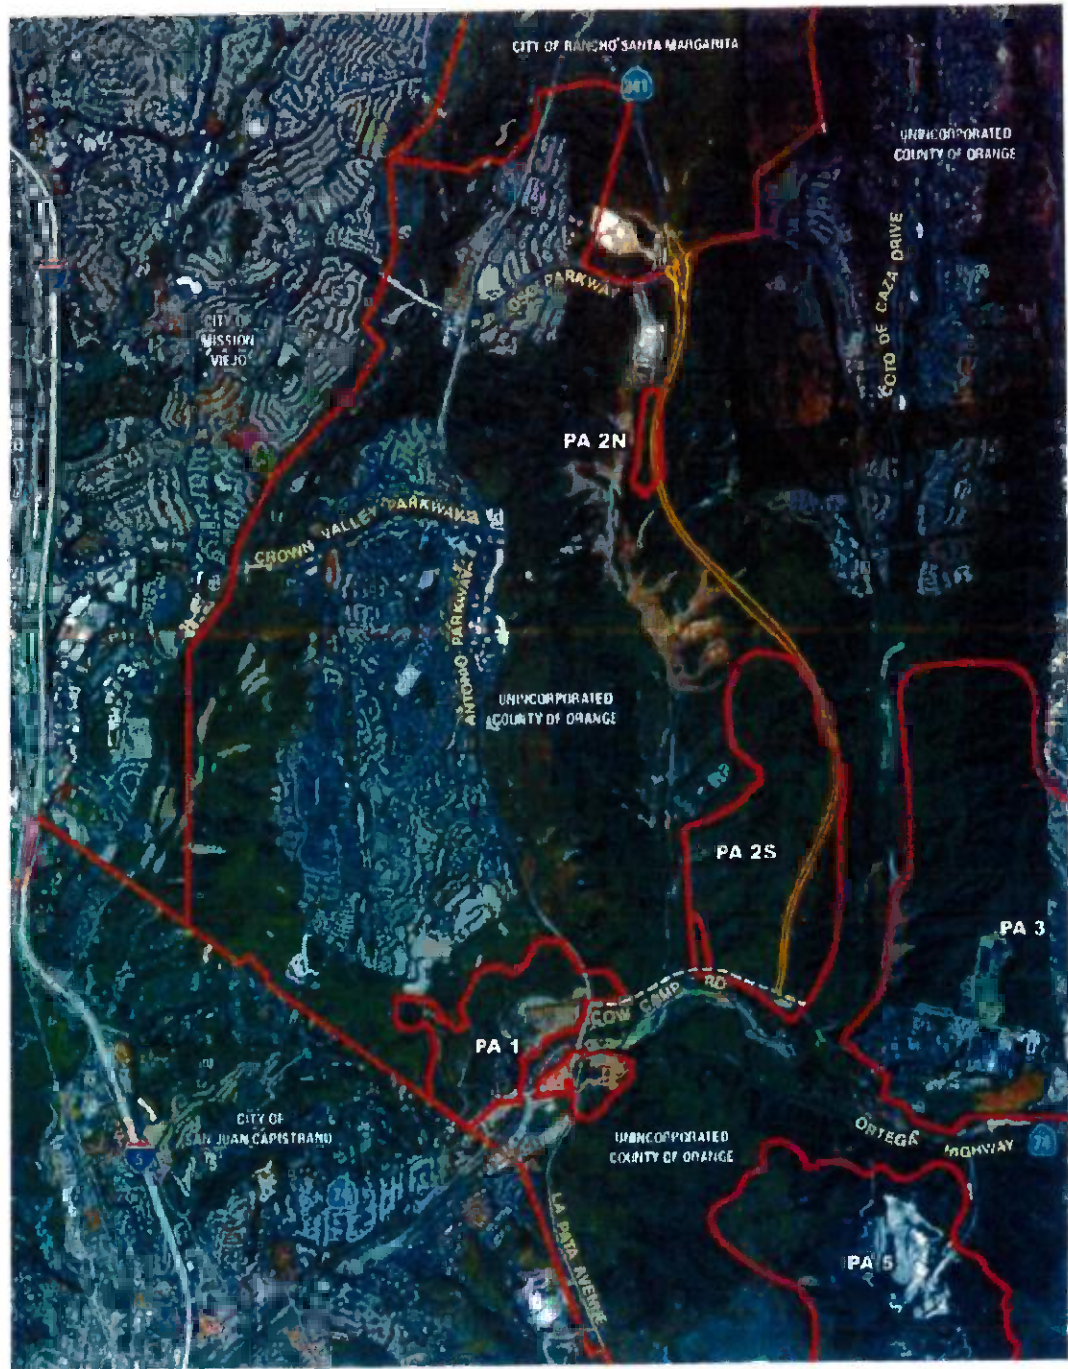 CITY OF RANCHO SANTA MARGARITA
241
UNINCORPORATED
COUNTY OF ORANGE
OSO PARKWAY
COTO DE CAZA DRIVE
CITY OF
MISSION
VIEJO
PA 2N
CROWN VALLEY PARKWAY
ANTONIO PARKWAY
UNINCORPORATED
COUNTY OF ORANGE
PA 2S
PA 3
COW CAMP RD
PA 1
CITY OF
SAN JUAN CAPISTRANO
5
74
UNINCORPORATED
COUNTY OF ORANGE
ORTEGA HIGHWAY
74
LA PATA AVENUE
PA 5